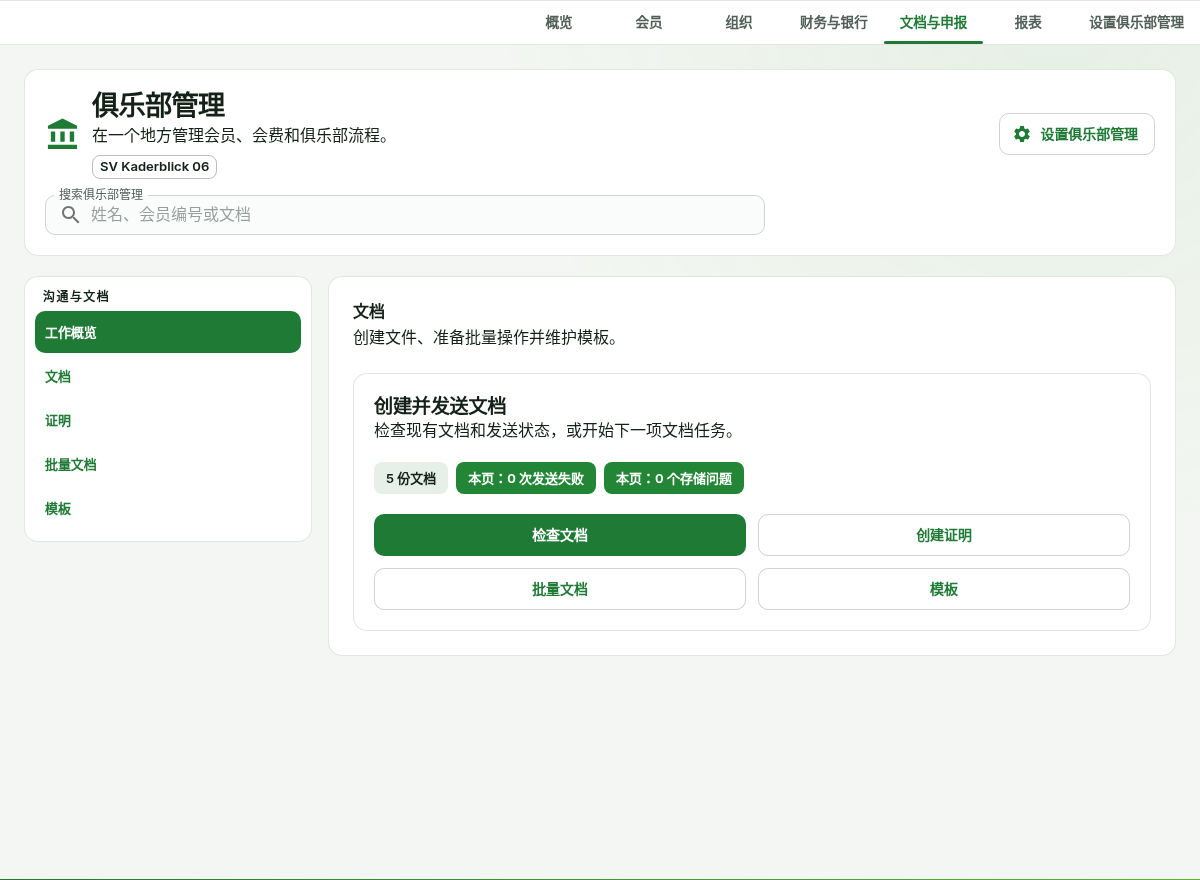 概览
会员
组织
财务与银行
文档与申报
报表
设置俱乐部管理
俱乐部管理
在一个地方管理会员、会费和俱乐部流程。
SV Kaderblick 06
设置俱乐部管理
搜索俱乐部管理
姓名、会员编号或文档
沟通与文档
工作概览
文档
证明
批量文档
模板
文档
创建文件、准备批量操作并维护模板。
创建并发送文档
检查现有文档和发送状态，或开始下一项文档任务。
5 份文档
本页：0 次发送失败
本页：0 个存储问题
检查文档
创建证明
批量文档
模板